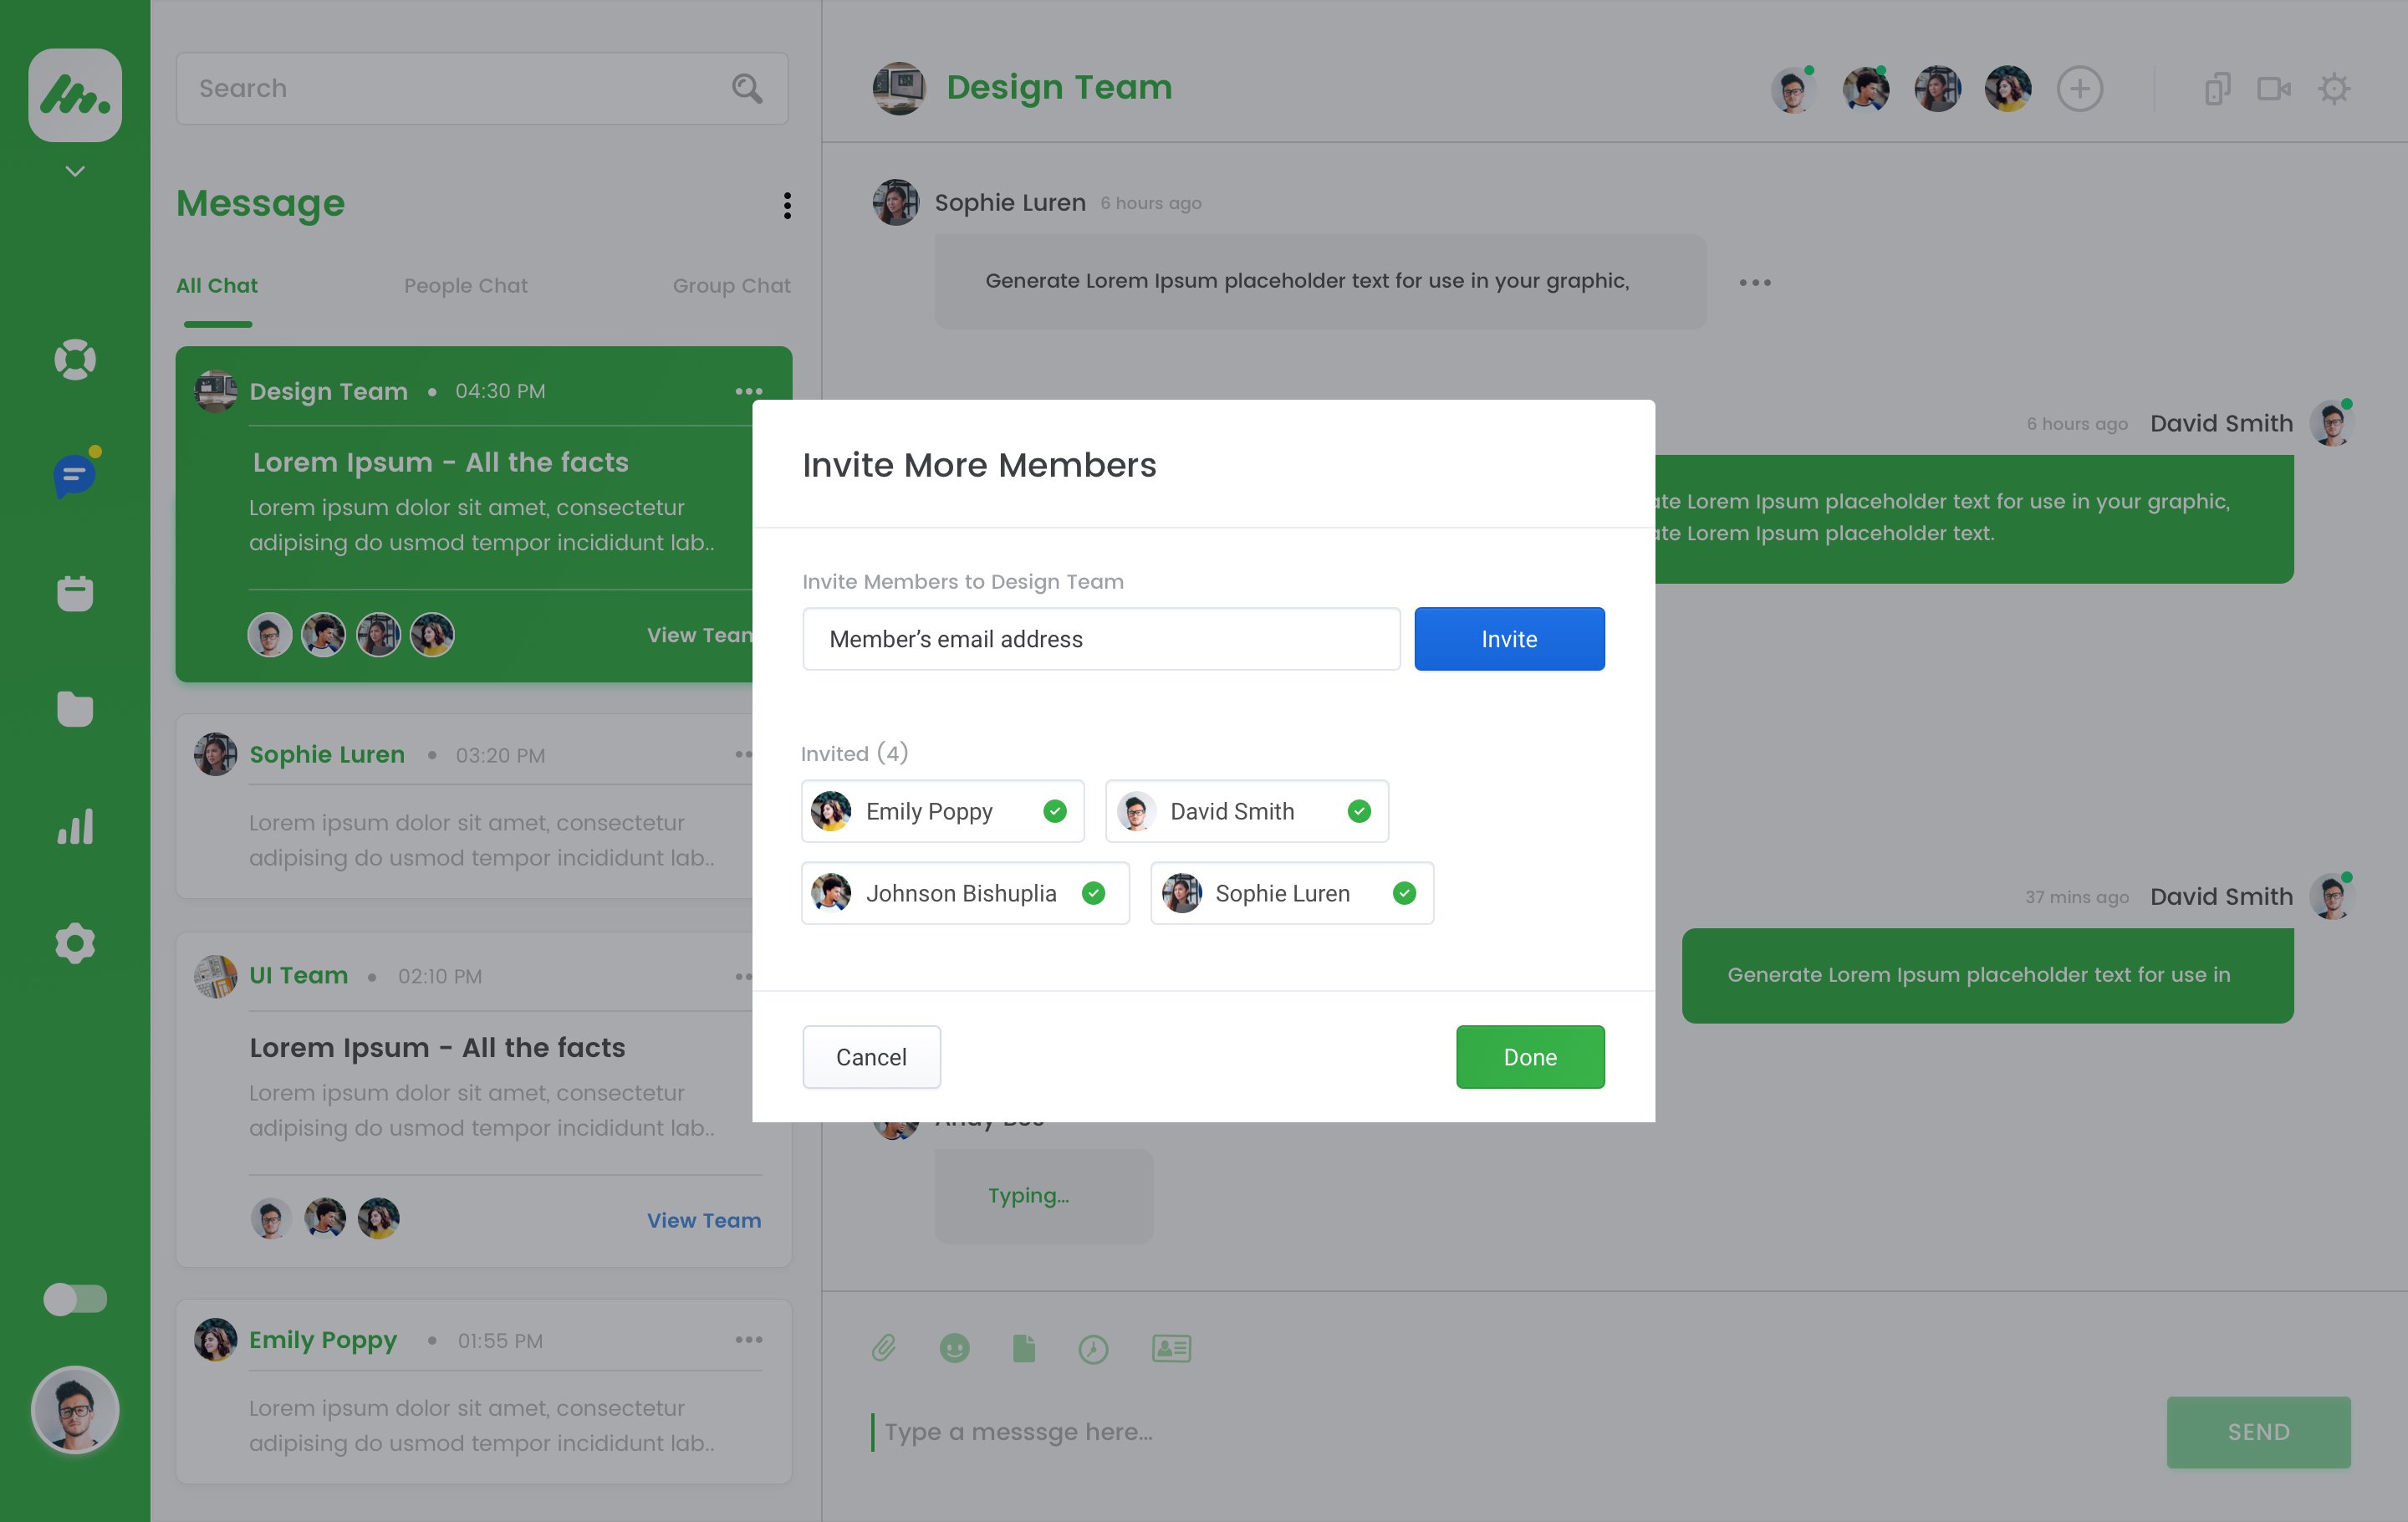 Search
Message
All Chat
People Chat
Group Chat
Design Team • 04:30 PM
Lorem Ipsum - All the facts
Lorem ipsum dolor sit amet, consectetur
adipising do usmod tempor incididunt lab..
View
Sophie Luren • 03:20 PM
Lorem ipsum dolor sit amet, consectetur
adipising do usmod tempor incididunt lab..
UI Team • 02:10 PM
Lorem Ipsum - All the facts
Lorem ipsum dolor sit amet, consectetur
adipising do usmod tempor incididunt lab..
View Team
Emily Poppy • 01:55 PM
Lorem ipsum dolor sit amet, consectetur
adipising do usmod tempor incididunt lab..
Design Team
Sophie Luren 6 hours ago
Generate Lorem Ipsum placeholder text for use in your graphic,
6 hours ago David Smith
Lorem Ipsum placeholder text for use in your graphic,
Lorem Ipsum placeholder text.
37 mins ago David Smith
Generate Lorem Ipsum placeholder text for use in
Typing...
Type a messsge here...
SEND
Invite More Members
Invite Members to Design Team
Member’s email address
Invite
Invited (4)
Emily Poppy
David Smith
Johnson Bishuplia
Sophie Luren
Cancel
Done